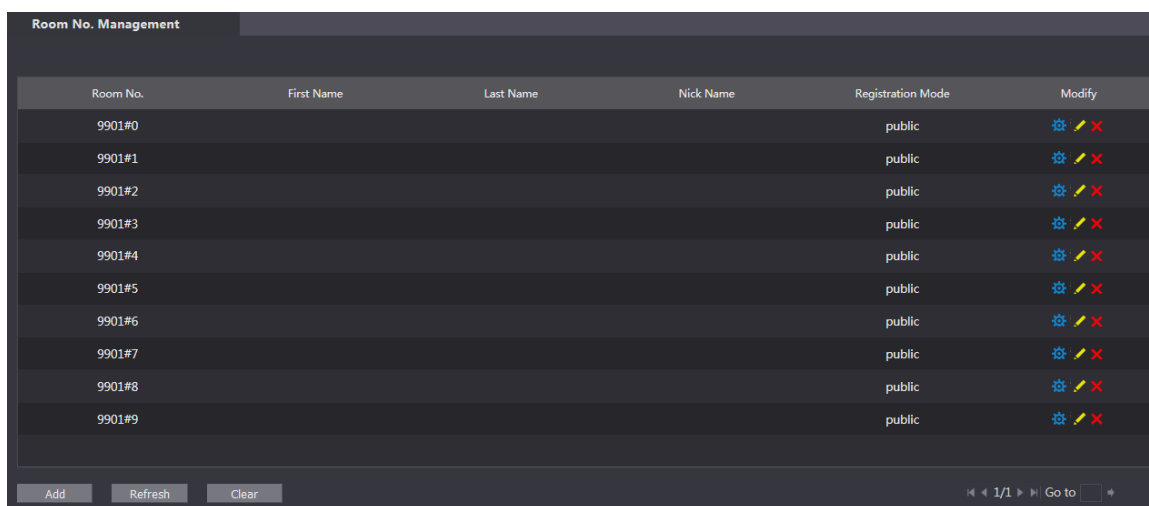 Room No. Management
Room No. First Name Last Name Nick Name Registration Mode Modify
9901#0 public
9901#1 public
9901#2 public
9901#3 public
9901#4 public
9901#5 public
9901#6 public
9901#7 public
9901#8 public
9901#9 public
Add Refresh Clear 1/1 Go to